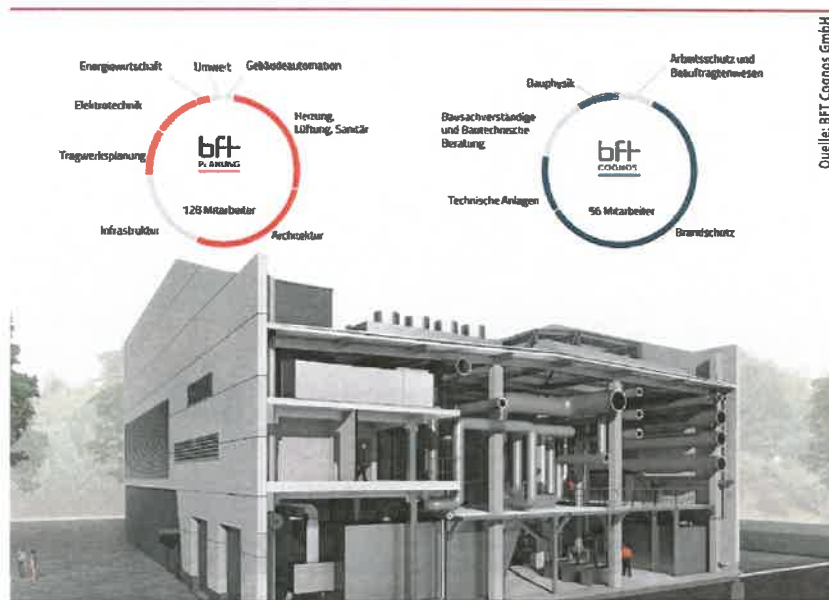 Energiewirtschaft
Umwelt
Gebäudeautomation
Elektrotechnik
Heizung,
Lüftung, Sanitär
Tragwerksplanung
bft
PLANUNG
128 Mitarbeiter
Infrastruktur
Architektur
Arbeitsschutz und
Beauftragtenwesen
Bauphysik
Bausachverständige
und Bautechnische
Beratung
bft
COGNOS
Technische Anlagen
56 Mitarbeiter
Brandschutz
Quelle: BFT Cognos GmbH